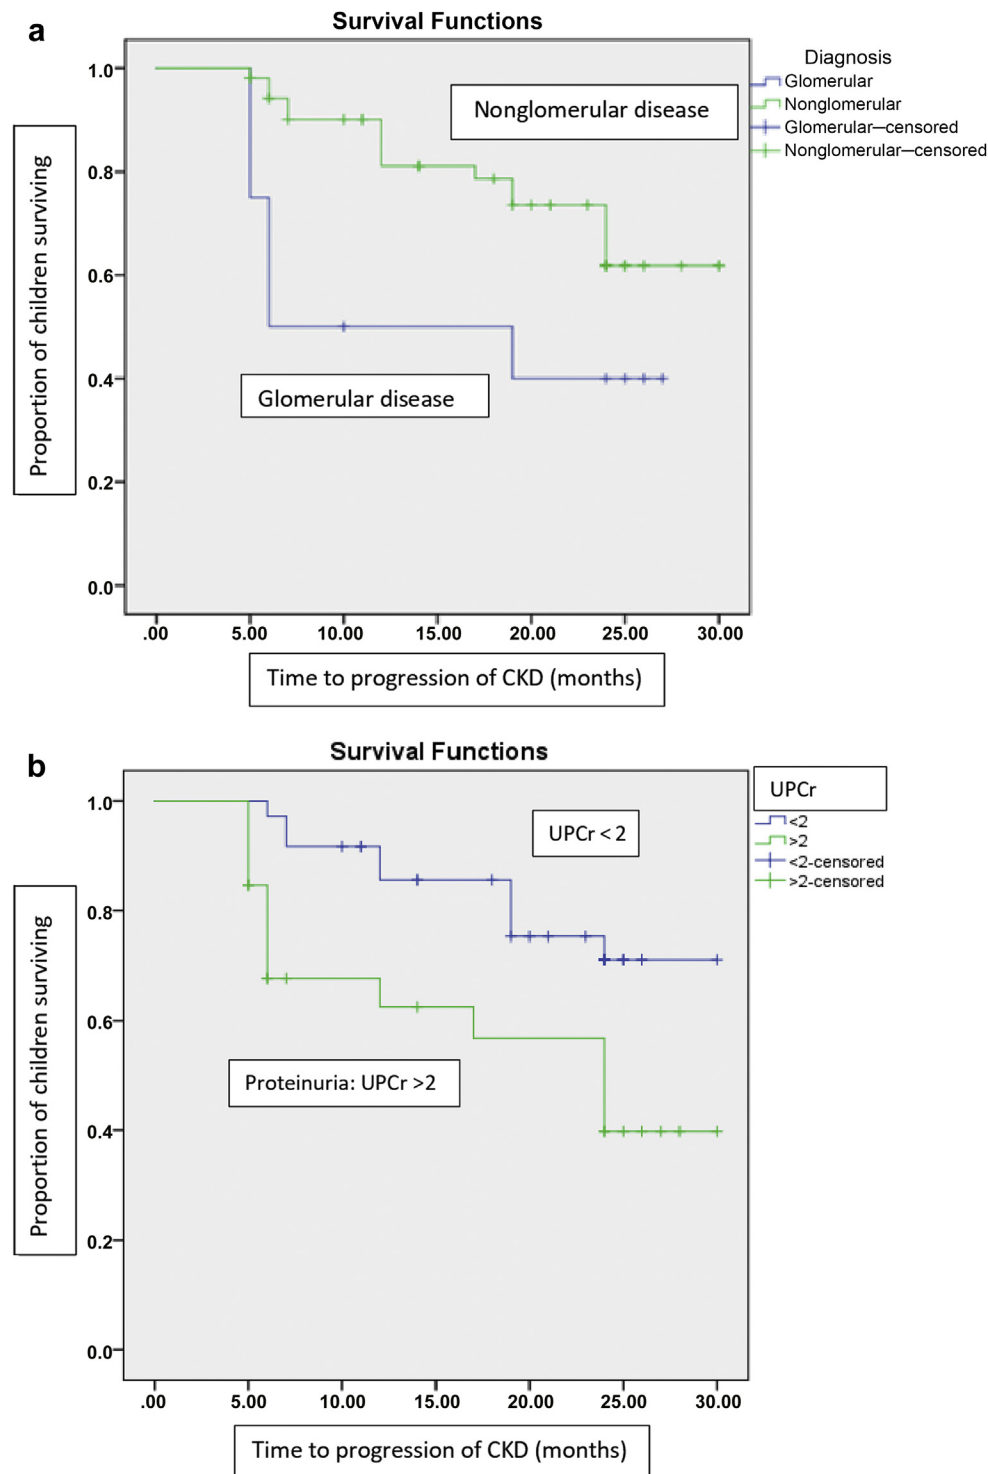 a
Survival Functions
Proportion of children surviving
1.0
0.8
0.6
0.4
0.2
0.0
Nonglomerular disease
Glomerular disease
Diagnosis
Glomerular
Nonglomerular
Glomerular—censored
Nonglomerular—censored
.00 5.00 10.00 15.00 20.00 25.00 30.00
Time to progression of CKD (months)
b
Survival Functions
Proportion of children surviving
1.0
0.8
0.6
0.4
0.2
0.0
UPCr < 2
Proteinuria: UPCr >2
UPCr
<2
>2
<2-censored
>2-censored
.00 5.00 10.00 15.00 20.00 25.00 30.00
Time to progression of CKD (months)